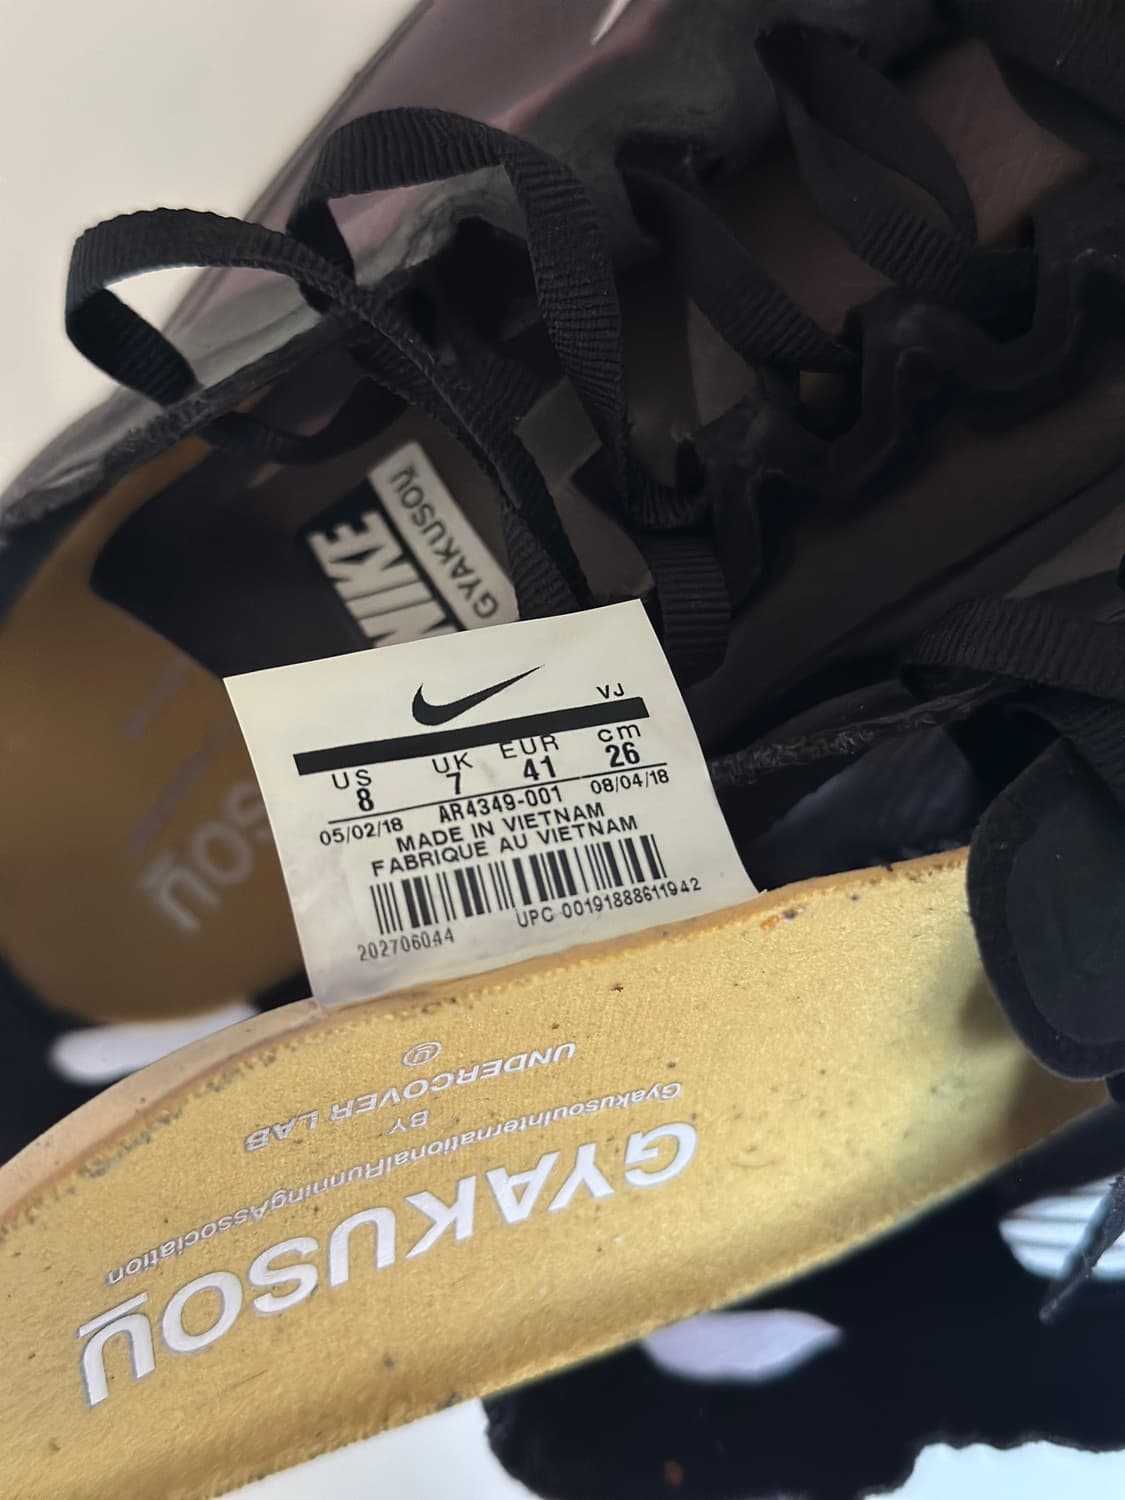 GYAKUSOU
NIKE
SOU
VJ
US UK EUR cm
8 7 41 26
05/02/18 AR4349-001 08/04/18
MADE IN VIETNAM
FABRIQUE AU VIETNAM
UPC 00191888611942
202706044
GYAKUSOU
GyakusouInternationalRunningAssociation
BY
UNDERCOVER LAB
U